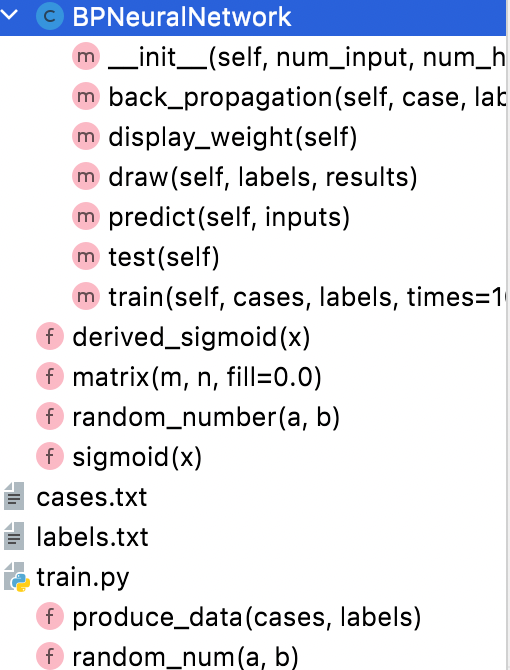 C BPNeuralNetwork
m __init__(self, num_input, num_h
m back_propagation(self, case, lab
m display_weight(self)
m draw(self, labels, results)
m predict(self, inputs)
m test(self)
m train(self, cases, labels, times=1
f derived_sigmoid(x)
f matrix(m, n, fill=0.0)
f random_number(a, b)
f sigmoid(x)
cases.txt
labels.txt
train.py
f produce_data(cases, labels)
f random_num(a, b)